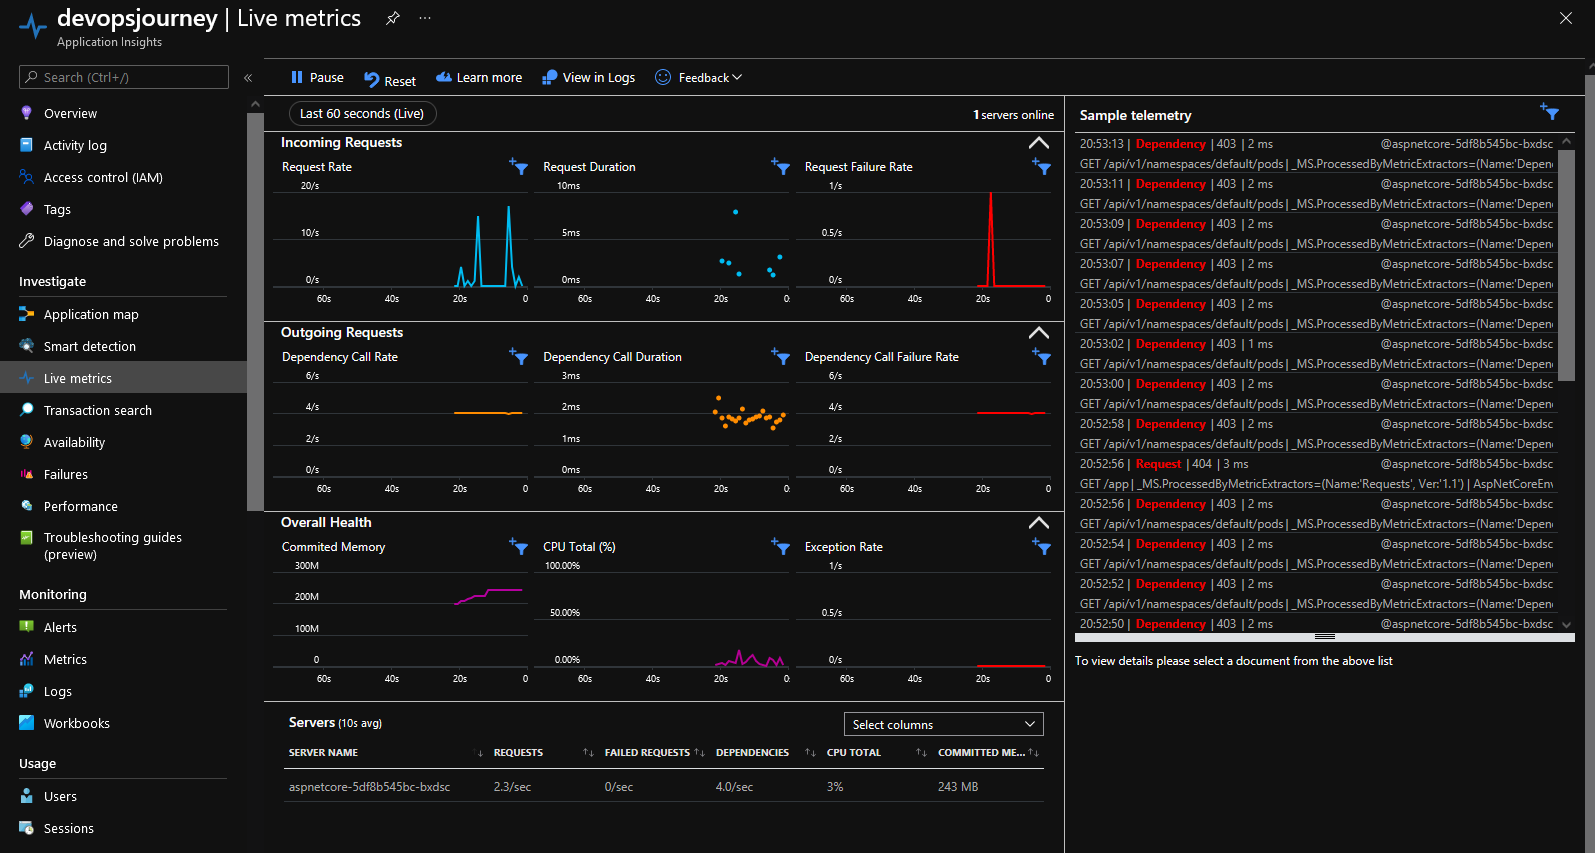 devopsjourney | Live metrics
Application Insights
Search (Ctrl+/)
Overview
Activity log
Access control (IAM)
Tags
Diagnose and solve problems
Investigate
Application map
Smart detection
Live metrics
Transaction search
Availability
Failures
Performance
Troubleshooting guides
(preview)
Monitoring
Alerts
Metrics
Logs
Workbooks
Usage
Users
Sessions
Pause Reset Learn more View in Logs Feedback
Last 60 seconds (Live) 1 servers online
Incoming Requests
Request Rate
20/s
10/s
0/s
60s 40s 20s 0
Request Duration
10ms
5ms
0ms
60s 40s 20s 0
Request Failure Rate
1/s
0.5/s
0/s
60s 40s 20s 0
Outgoing Requests
Dependency Call Rate
6/s
4/s
2/s
0/s
60s 40s 20s 0
Dependency Call Duration
3ms
2ms
1ms
0ms
60s 40s 20s 0
Dependency Call Failure Rate
6/s
4/s
2/s
0/s
60s 40s 20s 0
Overall Health
Commited Memory
300M
200M
100M
0
60s 40s 20s 0
CPU Total (%)
100.00%
50.00%
0.00%
60s 40s 20s 0
Exception Rate
1/s
0.5/s
0/s
60s 40s 20s 0
Servers (10s avg) Select columns
SERVER NAME REQUESTS FAILED REQUESTS DEPENDENCIES CPU TOTAL COMMITTED ME...
aspnetcore-5df8b545bc-bxdsc 2.3/sec 0/sec 4.0/sec 3% 243 MB
Sample telemetry
20:53:13 | Dependency | 403 | 2 ms @aspnetcore-5df8b545bc-bxdsc
GET /api/v1/namespaces/default/pods | _MS.ProcessedByMetricExtractors=(Name:'Depen
20:53:11 | Dependency | 403 | 2 ms @aspnetcore-5df8b545bc-bxdsc
GET /api/v1/namespaces/default/pods | _MS.ProcessedByMetricExtractors=(Name:'Depen
20:53:09 | Dependency | 403 | 2 ms @aspnetcore-5df8b545bc-bxdsc
GET /api/v1/namespaces/default/pods | _MS.ProcessedByMetricExtractors=(Name:'Depen
20:53:07 | Dependency | 403 | 2 ms @aspnetcore-5df8b545bc-bxdsc
GET /api/v1/namespaces/default/pods | _MS.ProcessedByMetricExtractors=(Name:'Depen
20:53:05 | Dependency | 403 | 2 ms @aspnetcore-5df8b545bc-bxdsc
GET /api/v1/namespaces/default/pods | _MS.ProcessedByMetricExtractors=(Name:'Depen
20:53:02 | Dependency | 403 | 1 ms @aspnetcore-5df8b545bc-bxdsc
GET /api/v1/namespaces/default/pods | _MS.ProcessedByMetricExtractors=(Name:'Depen
20:53:00 | Dependency | 403 | 2 ms @aspnetcore-5df8b545bc-bxdsc
GET /api/v1/namespaces/default/pods | _MS.ProcessedByMetricExtractors=(Name:'Depen
20:52:58 | Dependency | 403 | 2 ms @aspnetcore-5df8b545bc-bxdsc
GET /api/v1/namespaces/default/pods | _MS.ProcessedByMetricExtractors=(Name:'Depen
20:52:56 | Request | 404 | 3 ms @aspnetcore-5df8b545bc-bxdsc
GET /app | _MS.ProcessedByMetricExtractors=(Name:'Requests', Ver:'1.1') | AspNetCoreEnv
20:52:56 | Dependency | 403 | 2 ms @aspnetcore-5df8b545bc-bxdsc
GET /api/v1/namespaces/default/pods | _MS.ProcessedByMetricExtractors=(Name:'Depen
20:52:54 | Dependency | 403 | 2 ms @aspnetcore-5df8b545bc-bxdsc
GET /api/v1/namespaces/default/pods | _MS.ProcessedByMetricExtractors=(Name:'Depen
20:52:52 | Dependency | 403 | 2 ms @aspnetcore-5df8b545bc-bxdsc
GET /api/v1/namespaces/default/pods | _MS.ProcessedByMetricExtractors=(Name:'Depen
20:52:50 | Dependency | 403 | 2 ms @aspnetcore-5df8b545bc-bxdsc
To view details please select a document from the above list